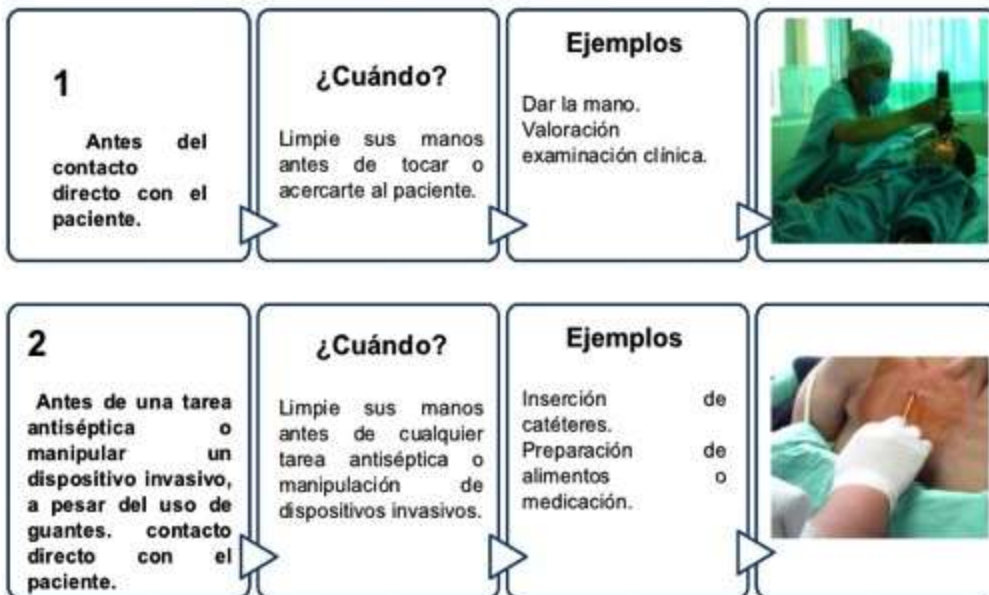 1
Antes del
contacto
directo con el
paciente.
¿Cuándo?
Limpie sus manos
antes de tocar o
acercarte al paciente.
Ejemplos
Dar la mano.
Valoración
examinación clínica.
2
Antes de una tarea
antiséptica o
manipular un
dispositivo invasivo,
a pesar del uso de
guantes. contacto
directo con el
paciente.
¿Cuándo?
Limpie sus manos
antes de cualquier
tarea antiséptica o
manipulación de
dispositivos invasivos.
Ejemplos
Inserción de
catéteres.
Preparación de
alimentos o
medicación.